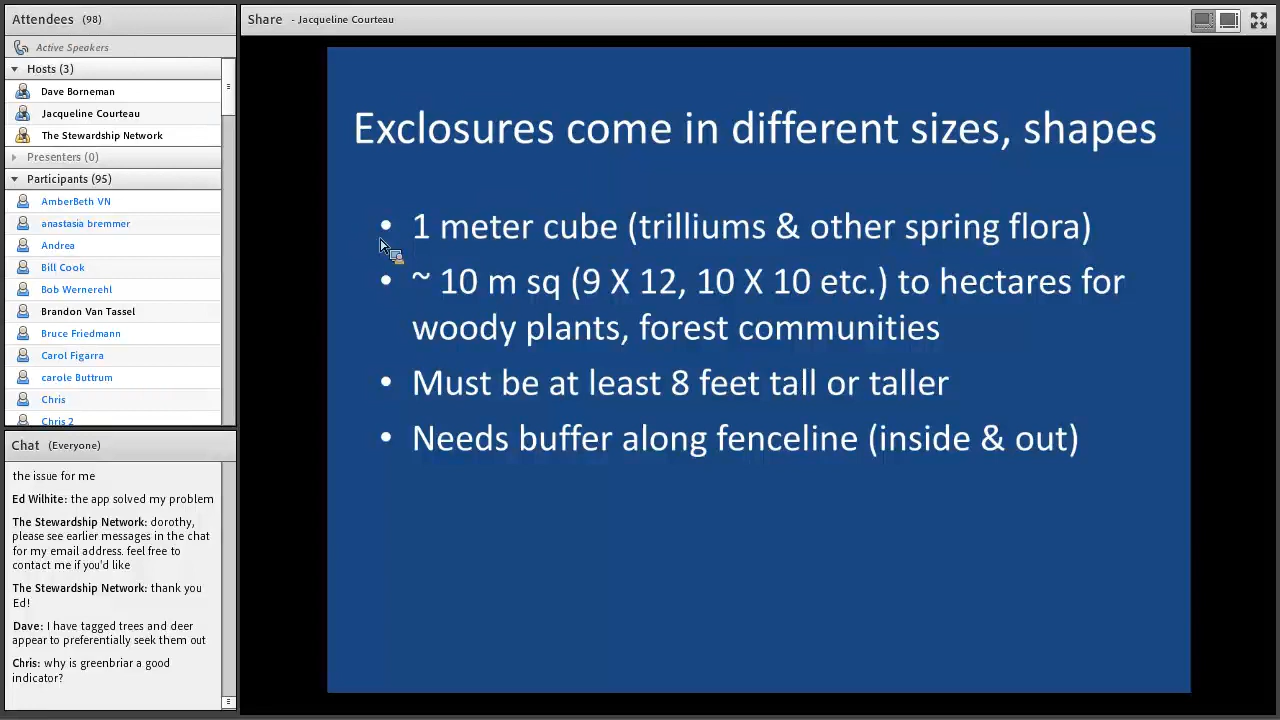 Attendees (98)
Active Speakers
Hosts (3)
Dave Borneman
Jacqueline Courteau
The Stewardship Network
Presenters (0)
Participants (95)
AmberBeth VN
anastasia bremmer
Andrea
Bill Cook
Bob Wernerehl
Brandon Van Tassel
Bruce Friedmann
Carol Figarra
carole Buttrum
Chris
Chris 2
Chat (Everyone)
the issue for me
Ed Wilhite: the app solved my problem
The Stewardship Network: dorothy,
please see earlier messages in the chat
for my email address. feel free to
contact me if you'd like
The Stewardship Network: thank you
Ed!
Dave: I have tagged trees and deer
appear to preferentially seek them out
Chris: why is greenbriar a good
indicator?
Share - Jacqueline Courteau
Exclosures come in different sizes, shapes
• 1 meter cube (trilliums & other spring flora)
• ~ 10 m sq (9 X 12, 10 X 10 etc.) to hectares for
woody plants, forest communities
• Must be at least 8 feet tall or taller
• Needs buffer along fenceline (inside & out)